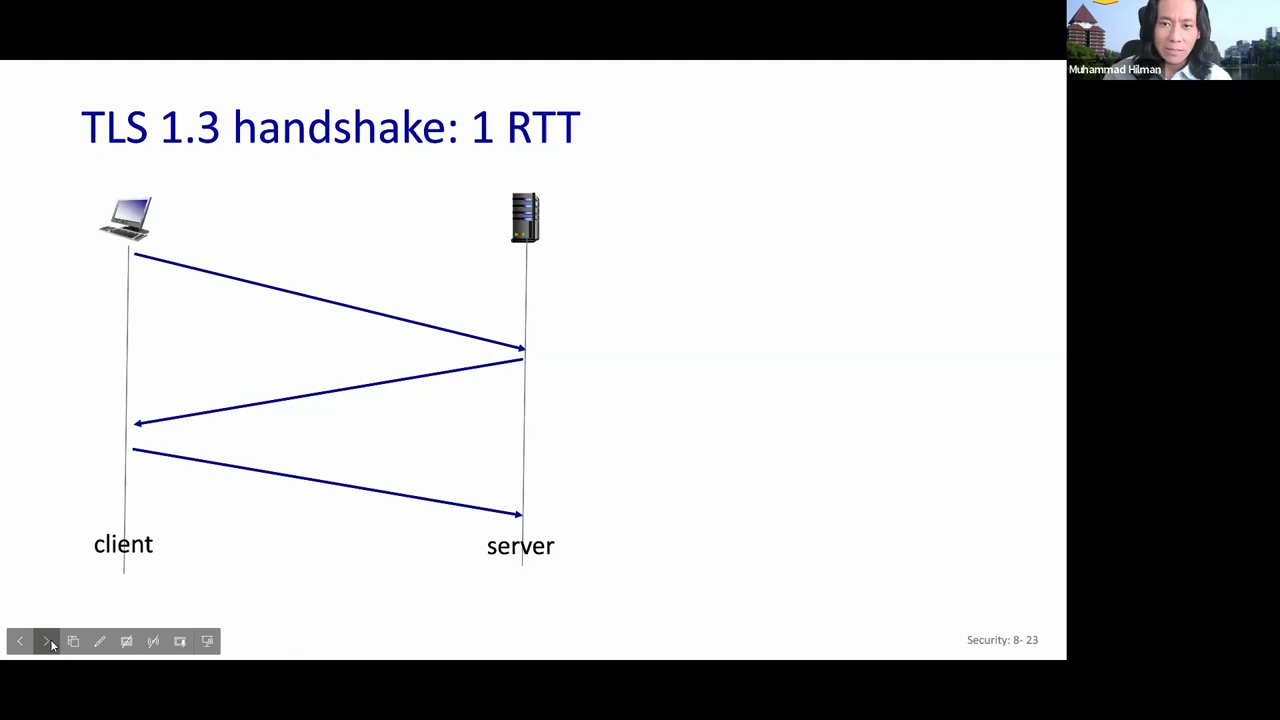 Muhammad Hilman
TLS 1.3 handshake: 1 RTT
client
server
Security: 8- 23